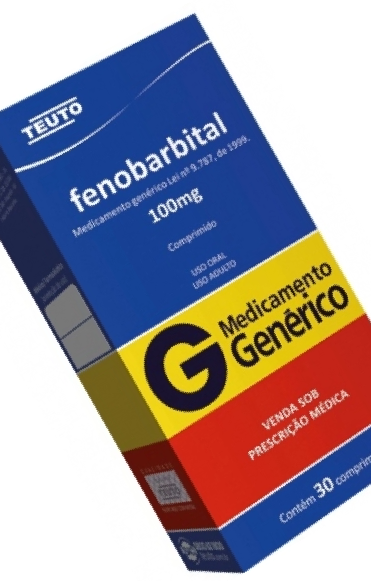 TEUTO
fenobarbital
Medicamento genérico Lei nº 9.787, de 1999.
100mg
Comprimido
USO ORAL
USO ADULTO
G Medicamento
Genérico
VENDA SOB
PRESCRIÇÃO MÉDICA
Contém 30 comprim